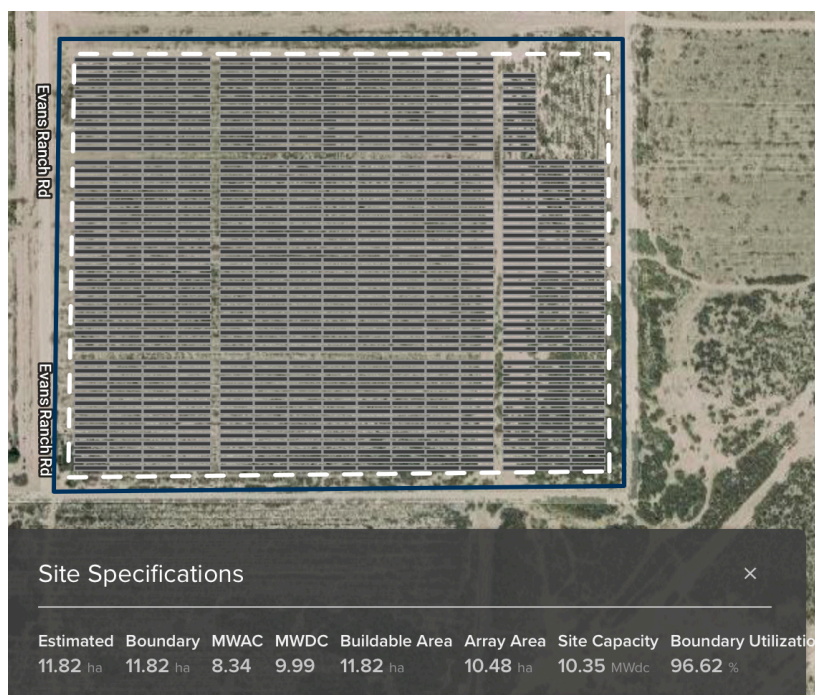 Evans Ranch Rd
Evans Ranch Rd
Site Specifications ×
Estimated Boundary MWAC MWDC Buildable Area Array Area Site Capacity Boundary Utilizatio
11.82 ha 11.82 ha 8.34 9.99 11.82 ha 10.48 ha 10.35 MWdc 96.62 %